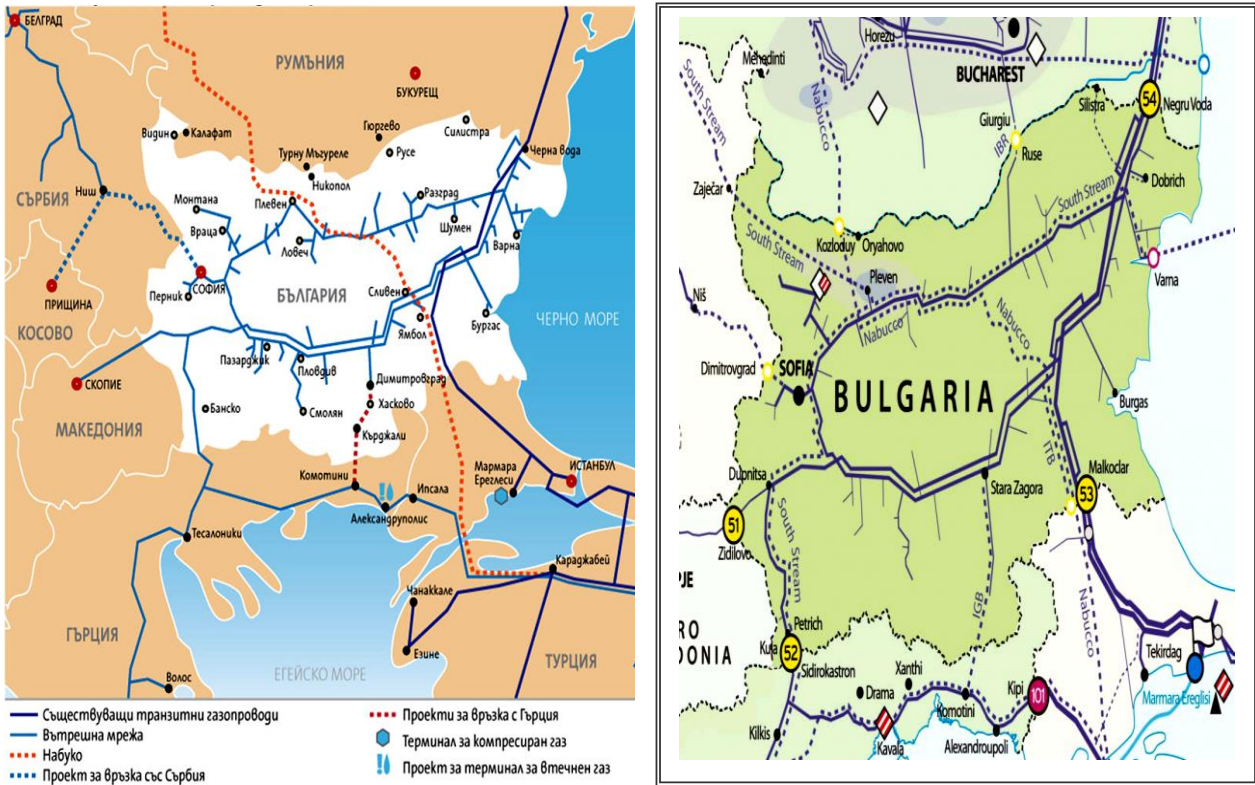 БЕЛГРАД
РУМЪНИЯ
БУКУРЕЩ
Видин
Калафат
Гюргево
Силистра
Русе
Турну Мъгуреле
Никопол
Черна вода
Ниш
СЪРБИЯ
Монтана
Враца
Плевен
Ловеч
Разград
Шумен
Варна
ПРИЩИНА
КОСОВО
СОФИЯ
Перник
БЪЛГАРИЯ
Сливен
Ямбол
Бургас
ЧЕРНО МОРЕ
Пазарджик
Пловдив
Димитровград
Хасково
СКОПИЕ
МАКЕДОНИЯ
Банско
Смолян
Кърджали
Комотини
Мармара
Ереглеси
ИСТАНБУЛ
Ипсала
Александруполис
Тесалоники
Караджабей
Чанаккале
ГЪРЦИЯ
Езине
ТУРЦИЯ
ЕГЕЙСКО МОРЕ
Волос
Съществуващи транзитни газопроводи
Вътрешна мрежа
Набуко
Проект за връзка със Сърбия
Проекти за връзка с Гърция
Терминал за компресиран газ
Проект за терминал за втечнен газ
Horezu
Mehedinti
BUCHAREST
Nabucco
South Stream
Giurgiu
IBR
Ruse
Silistra
54
Negru Voda
Zaječar
Dobrich
South Stream
Kozloduy
Oryahovo
South Stream
Pleven
Varna
Niš
Nabucco
Nabucco
Dimitrovgrad
SOFIA
BULGARIA
Burgas
ITB
Dupnitsa
Stara Zagora
Malkoclar
53
51
Zidilovo
South Stream
IGB
Nabucco
PJE
RO
DONIA
Petrich
Kula
52
Sidirokastron
Drama
Xanthi
Kipi
101
Tekirdag
Marmara Ereglisi
Komotini
Kilkis
Kavala
Alexandroupoli